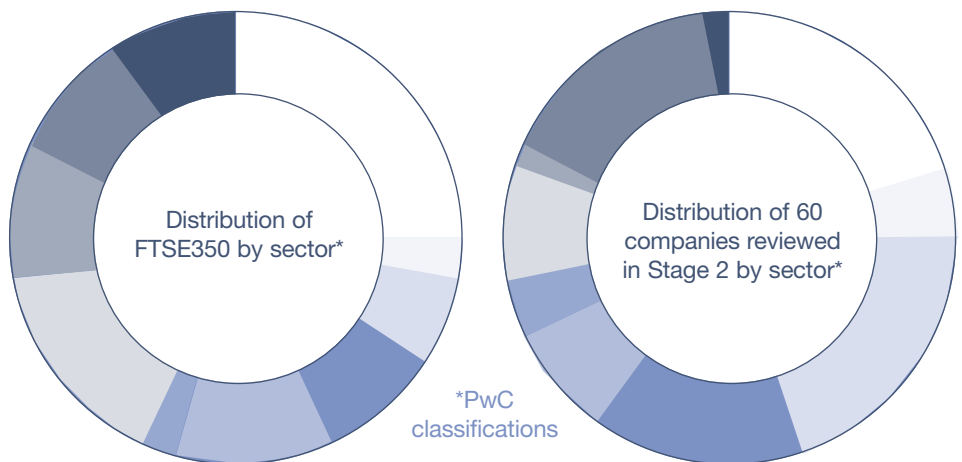 Distribution of
FTSE350 by sector*
Distribution of 60
companies reviewed
in Stage 2 by sector*
*PwC
classifications